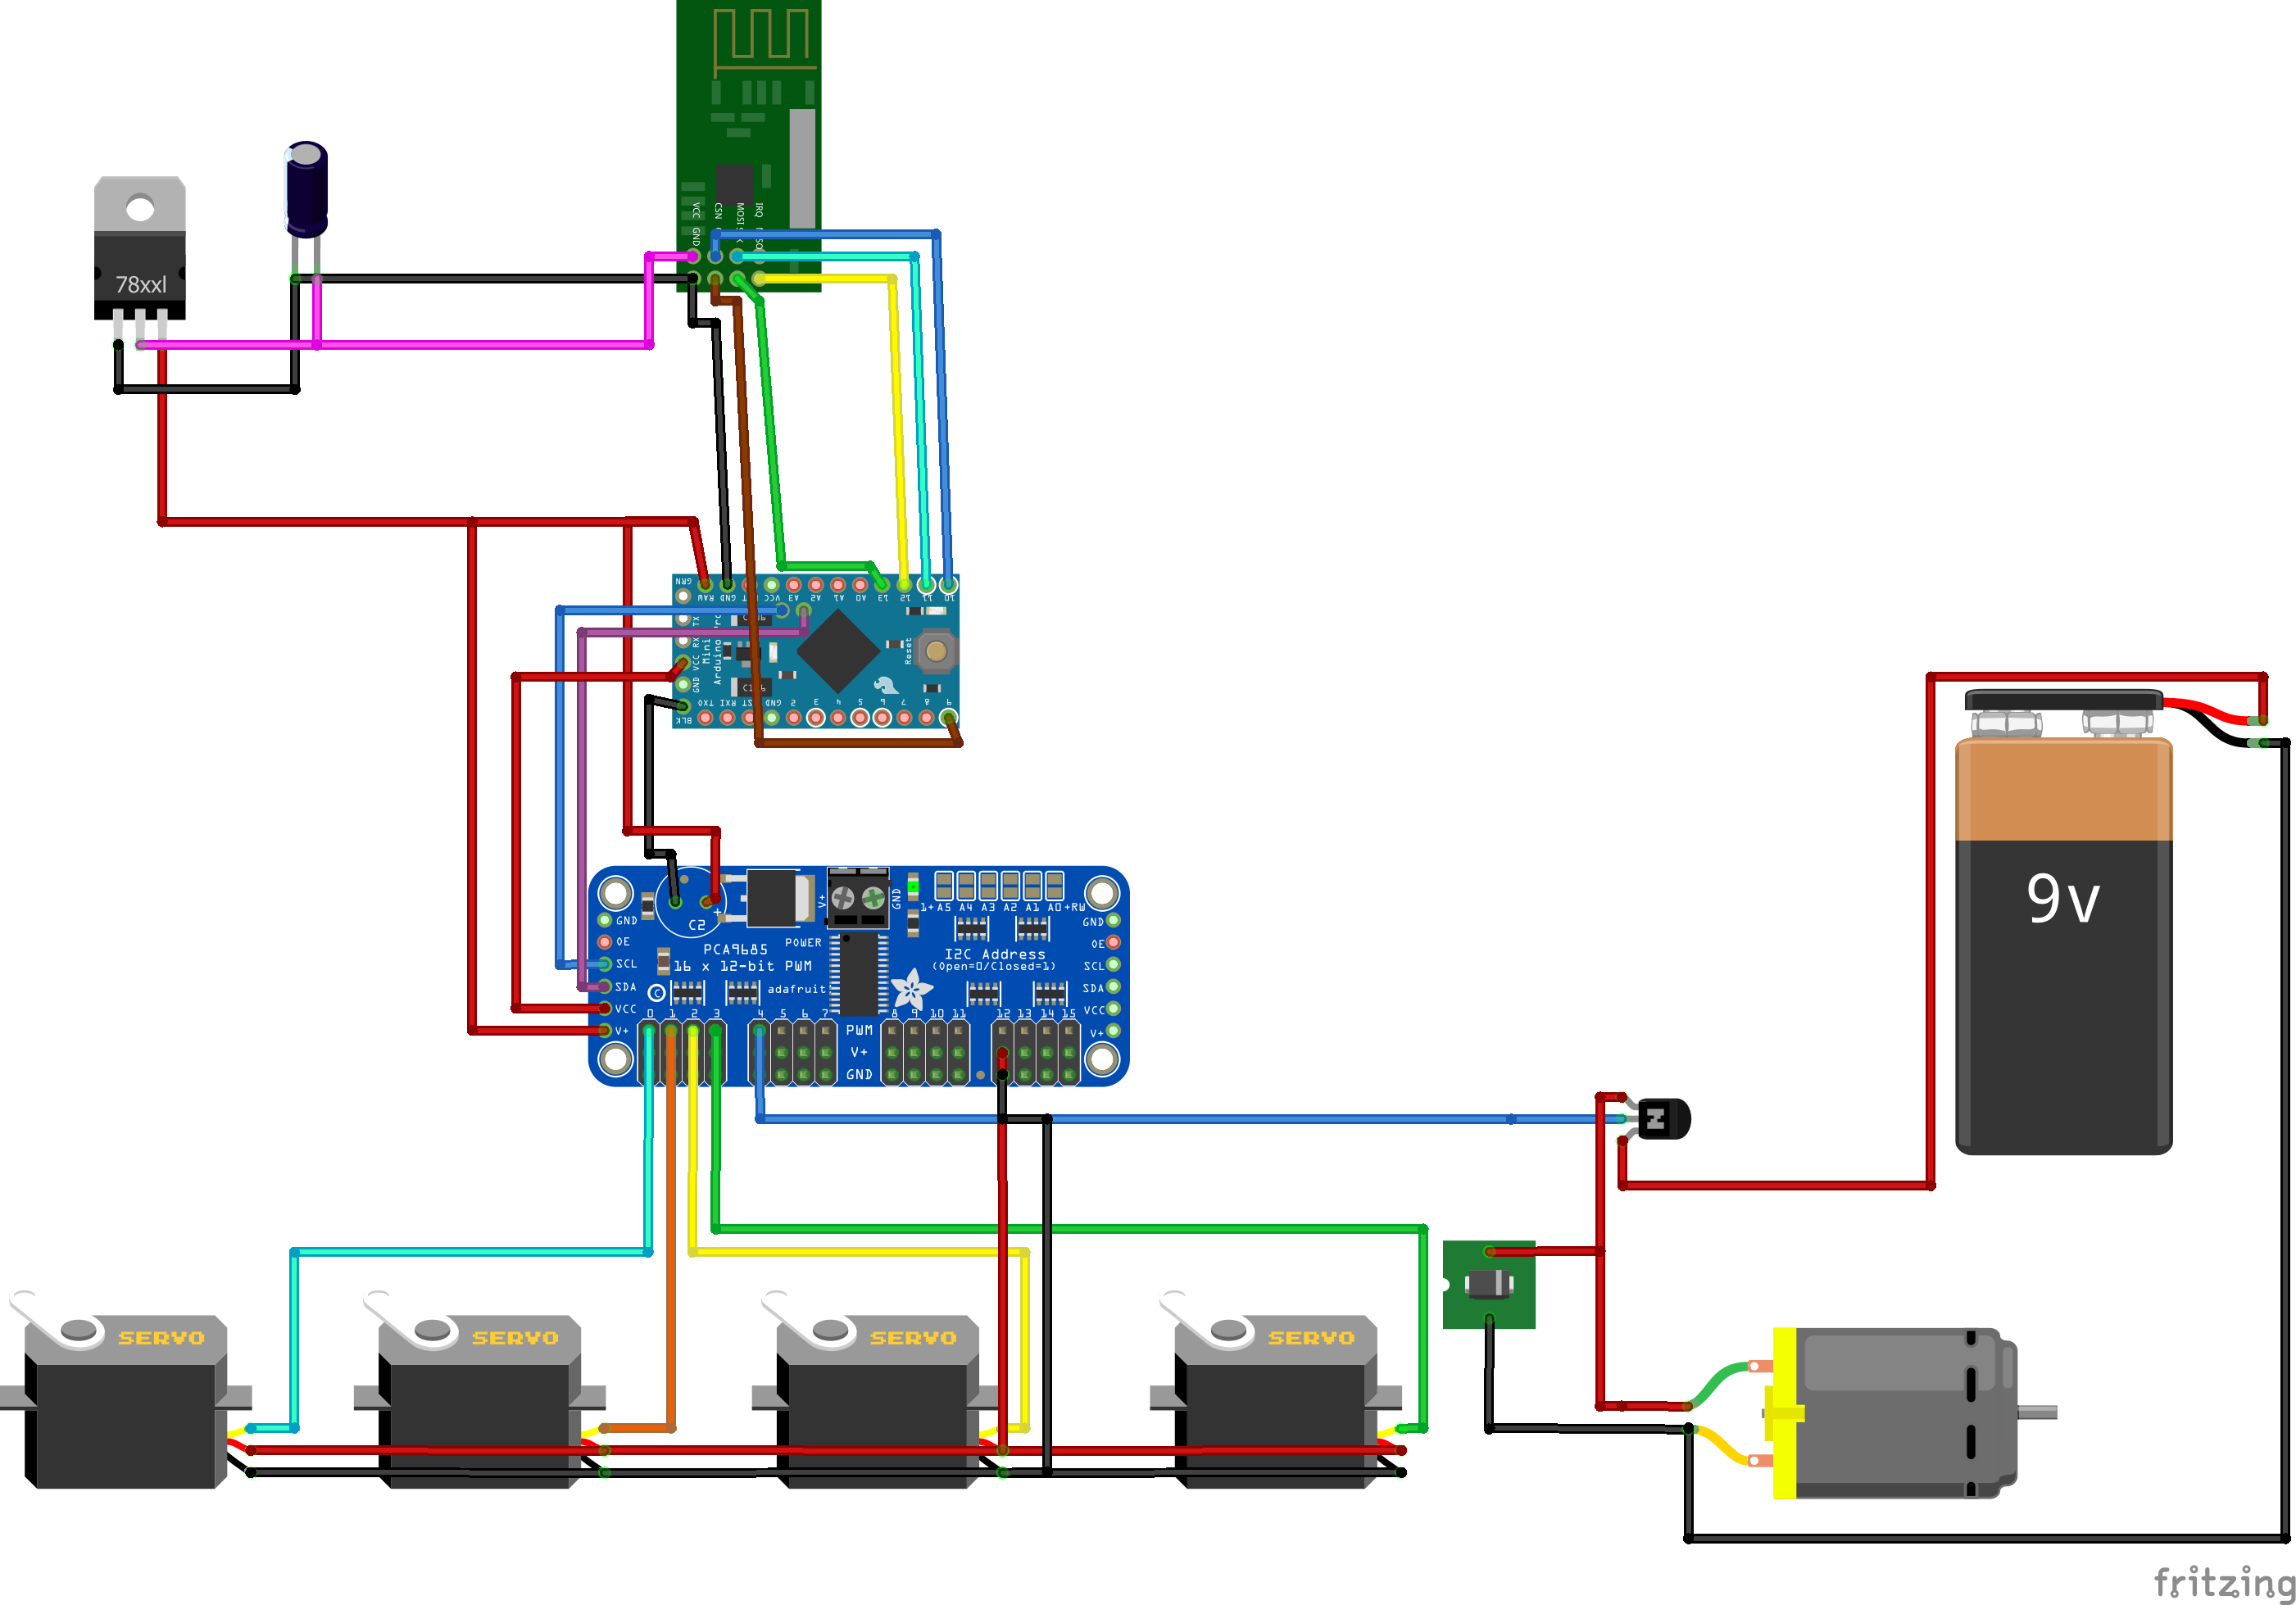 VCC
GND
CSN
MOSI
IRQ
78xxl
GRN
RAW
GND
VCC
A3
A2
A1
A0
13
12
11
10
TX
RX
VCC
GND
BLK
Mini
Arduino Pro
Reset
TXO
RXI
GND
2
3
4
5
6
7
8
9
9v
C2
+
V+
GND
1+ A5 A4 A3 A2 A1 A0 +RW
GND
OE
SCL
SDA
VCC
V+
PCA9685
POWER
16 x 12-bit PWM
adafruit
I2C Address
(Open=0/Closed=1)
GND
OE
SCL
SDA
VCC
V+
0 1 2 3 4 5 6 7 8 9 10 11 12 13 14 15
PWM
V+
GND
N
SERVO
SERVO
SERVO
SERVO
fritzing